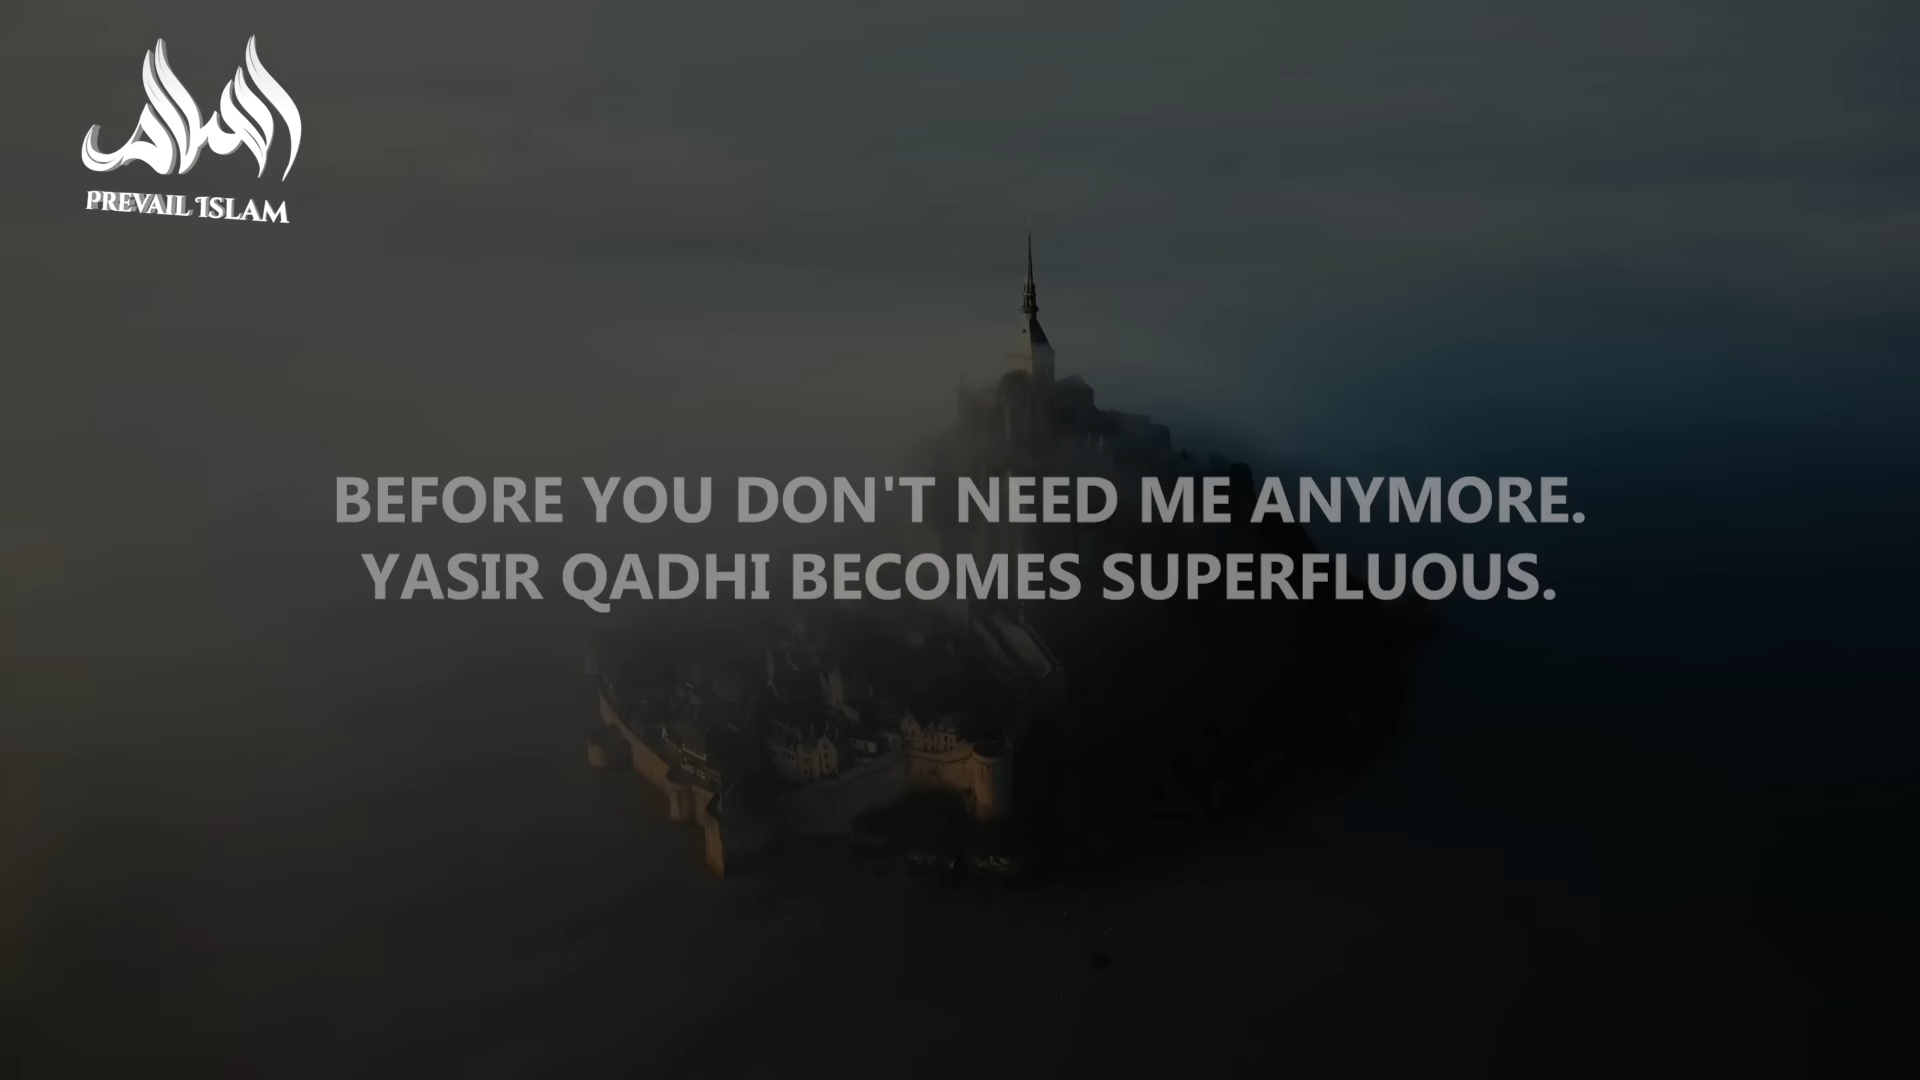 PREVAIL ISLAM
BEFORE YOU DON'T NEED ME ANYMORE.
YASIR QADHI BECOMES SUPERFLUOUS.